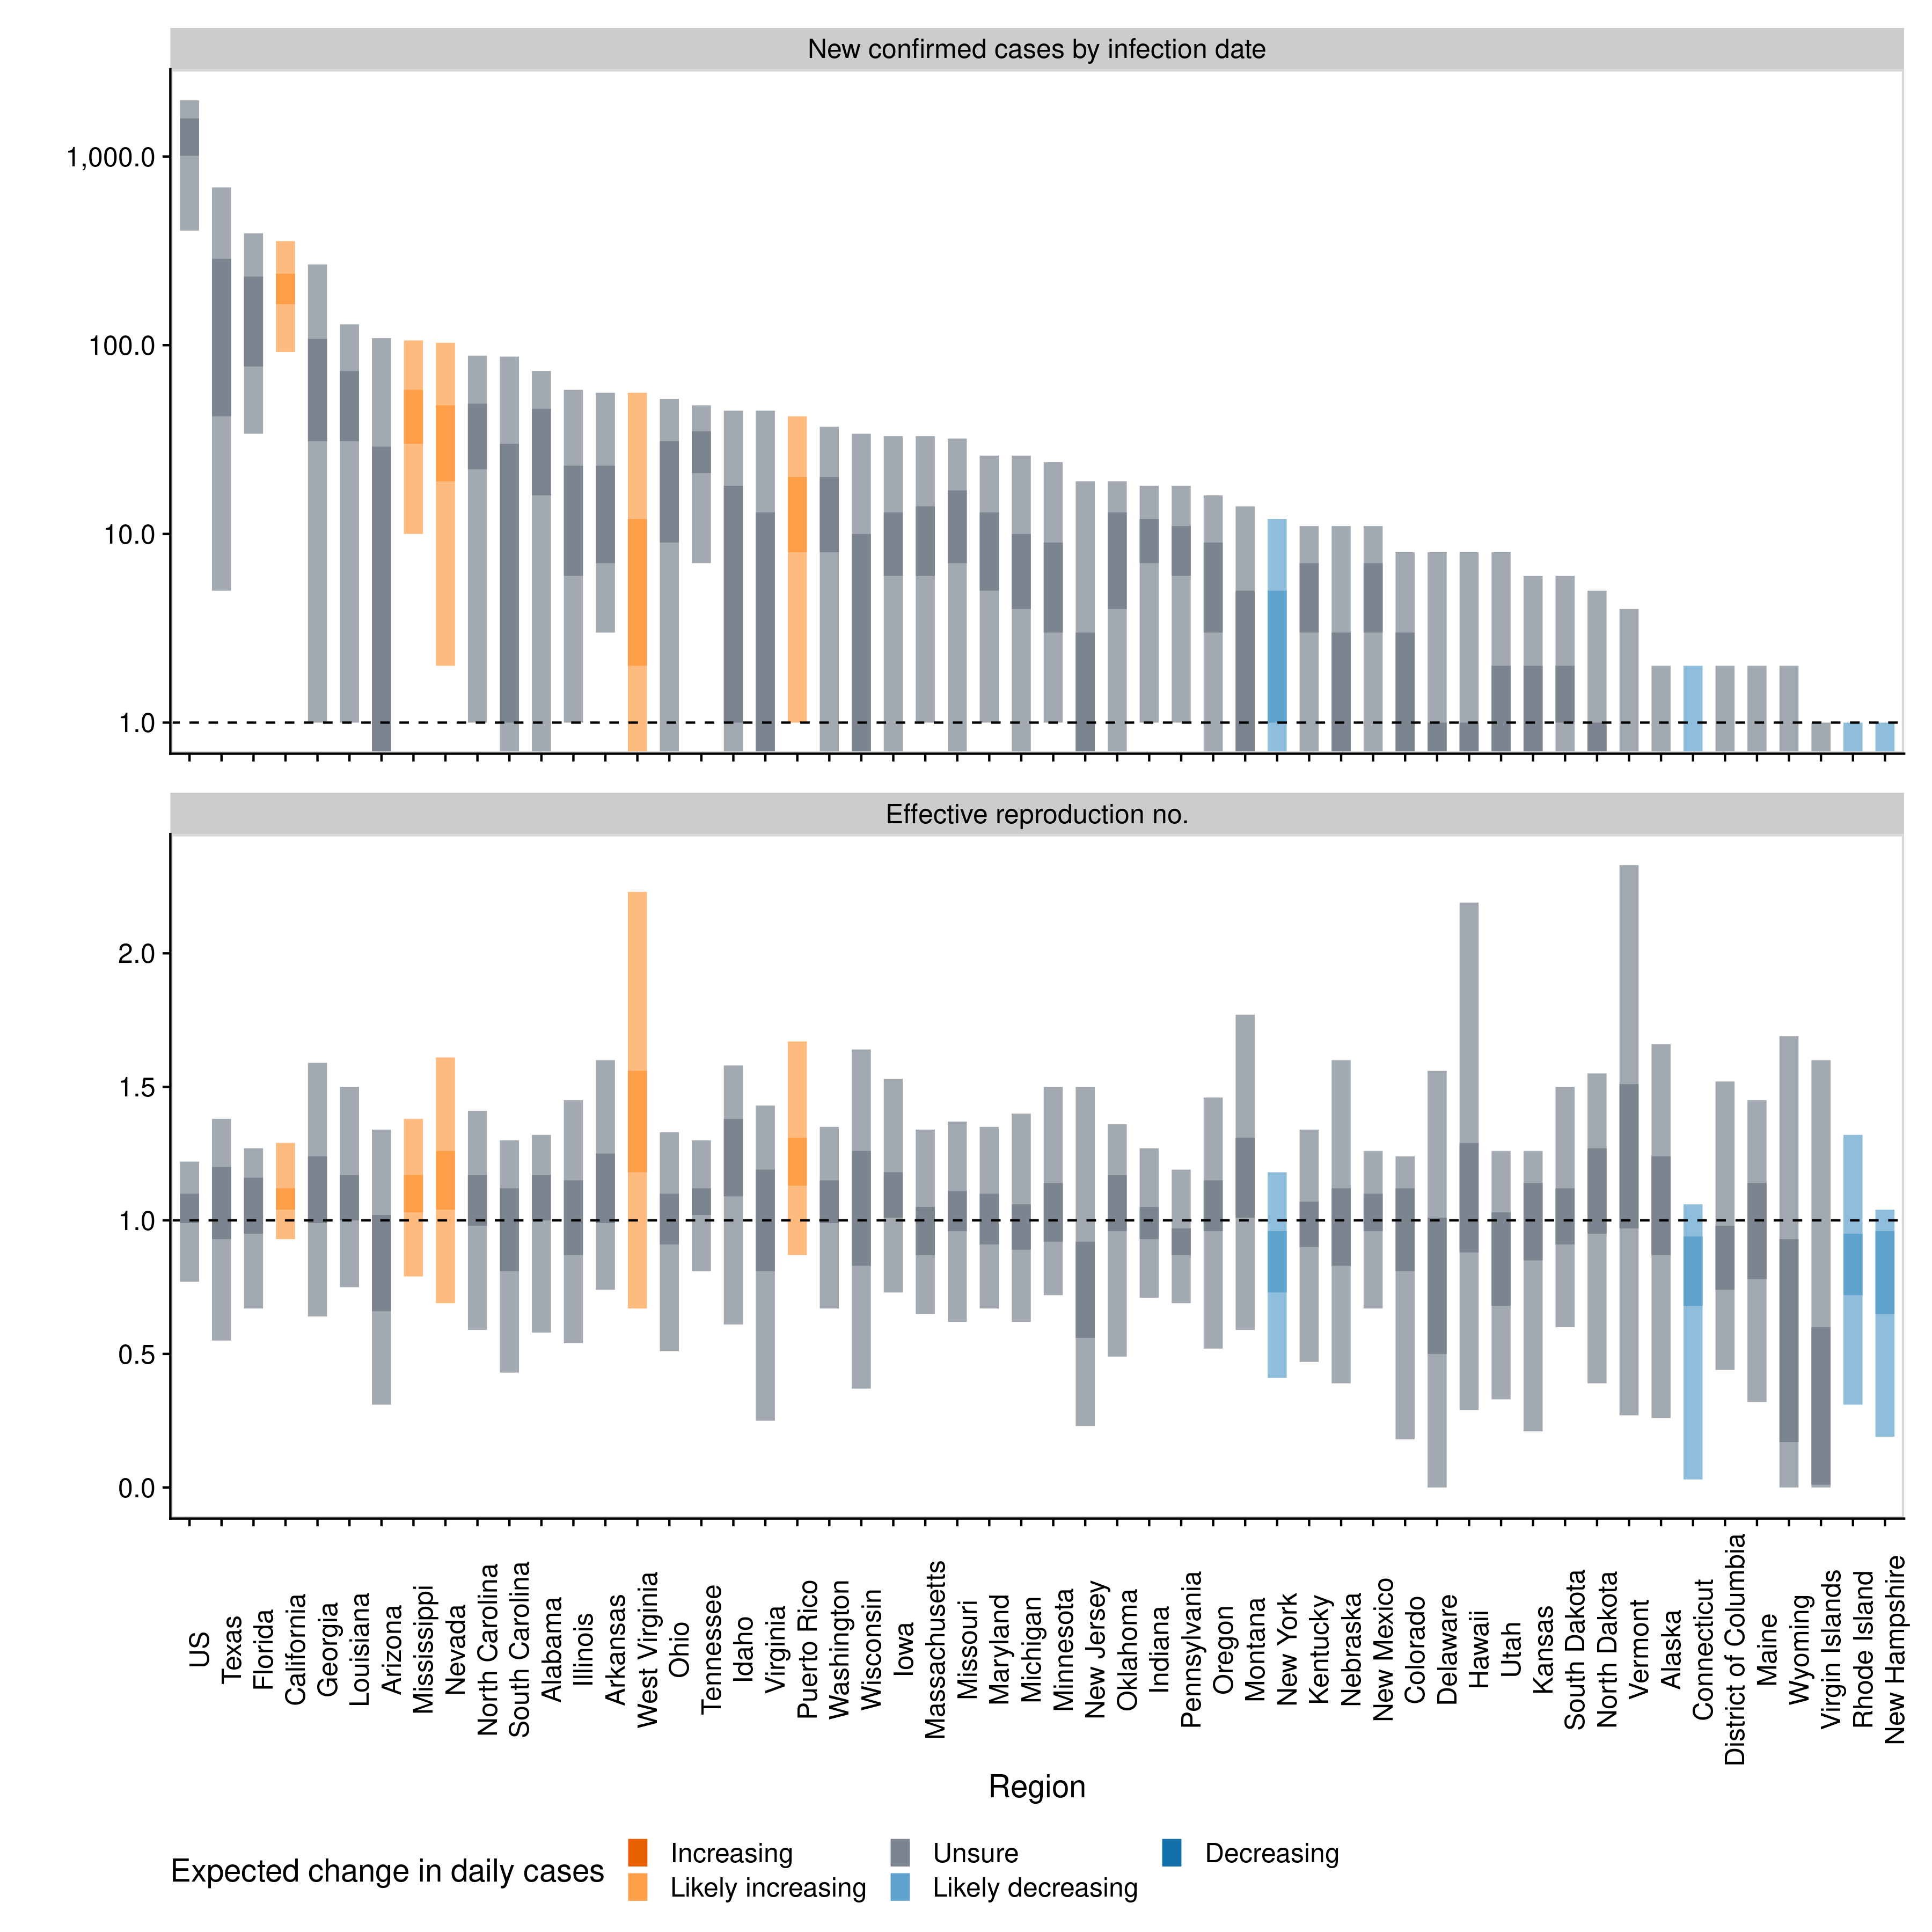 New confirmed cases by infection date
1,000.0
100.0
10.0
1.0
Effective reproduction no.
2.0
1.5
1.0
0.5
0.0
US
Texas
Florida
California
Georgia
Louisiana
Arizona
Mississippi
Nevada
North Carolina
South Carolina
Alabama
Illinois
Arkansas
West Virginia
Ohio
Tennessee
Idaho
Virginia
Puerto Rico
Washington
Wisconsin
Iowa
Massachusetts
Missouri
Maryland
Michigan
Minnesota
New Jersey
Oklahoma
Indiana
Pennsylvania
Oregon
Montana
New York
Kentucky
Nebraska
New Mexico
Colorado
Delaware
Hawaii
Utah
Kansas
South Dakota
North Dakota
Vermont
Alaska
Connecticut
District of Columbia
Maine
Wyoming
Virgin Islands
Rhode Island
New Hampshire
Region
Expected change in daily cases
Increasing
Likely increasing
Unsure
Likely decreasing
Decreasing